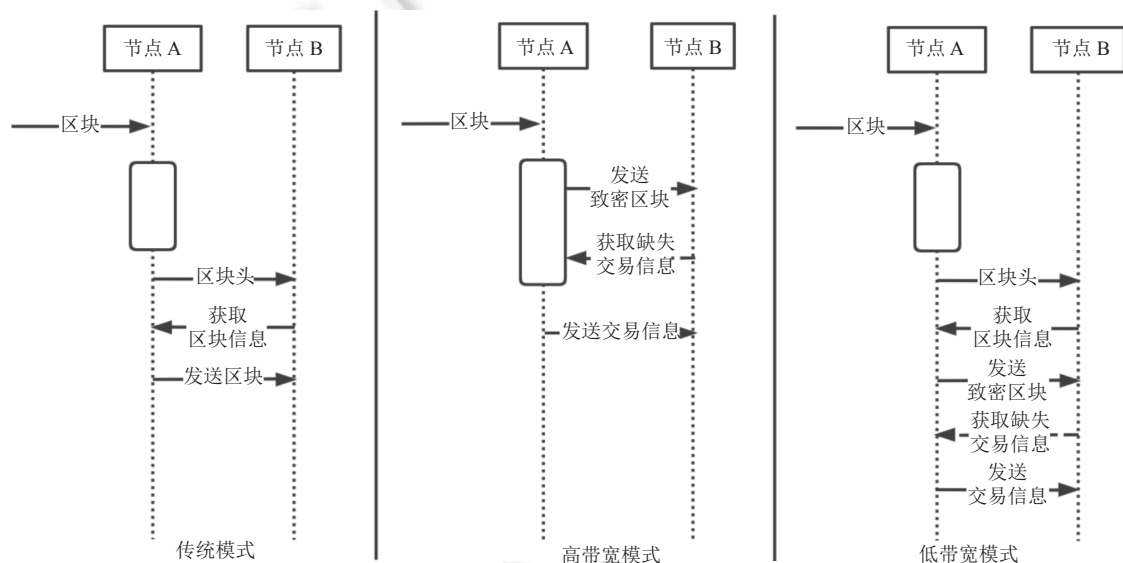 节点 A
节点 B
区块
区块头
获取
区块信息
发送区块
传统模式
节点 A
节点 B
区块
发送
致密区块
获取缺失
交易信息
发送交易信息
高带宽模式
节点 A
节点 B
区块
区块头
获取
区块信息
发送
致密区块
获取缺失
交易信息
发送
交易信息
低带宽模式